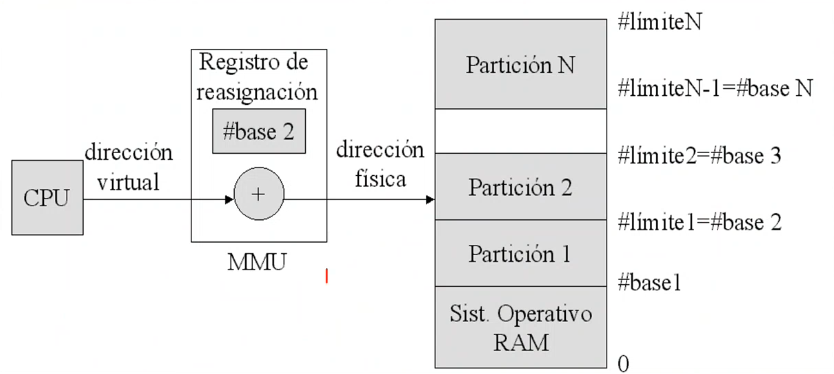 Registro de
reasignación
#base 2
dirección
virtual
CPU
+
MMU
dirección
física
Partición N
Partición 2
Partición 1
Sist. Operativo
RAM
#límiteN
#límiteN-1=#base N
#límite2=#base 3
#límite1=#base 2
#base1
0